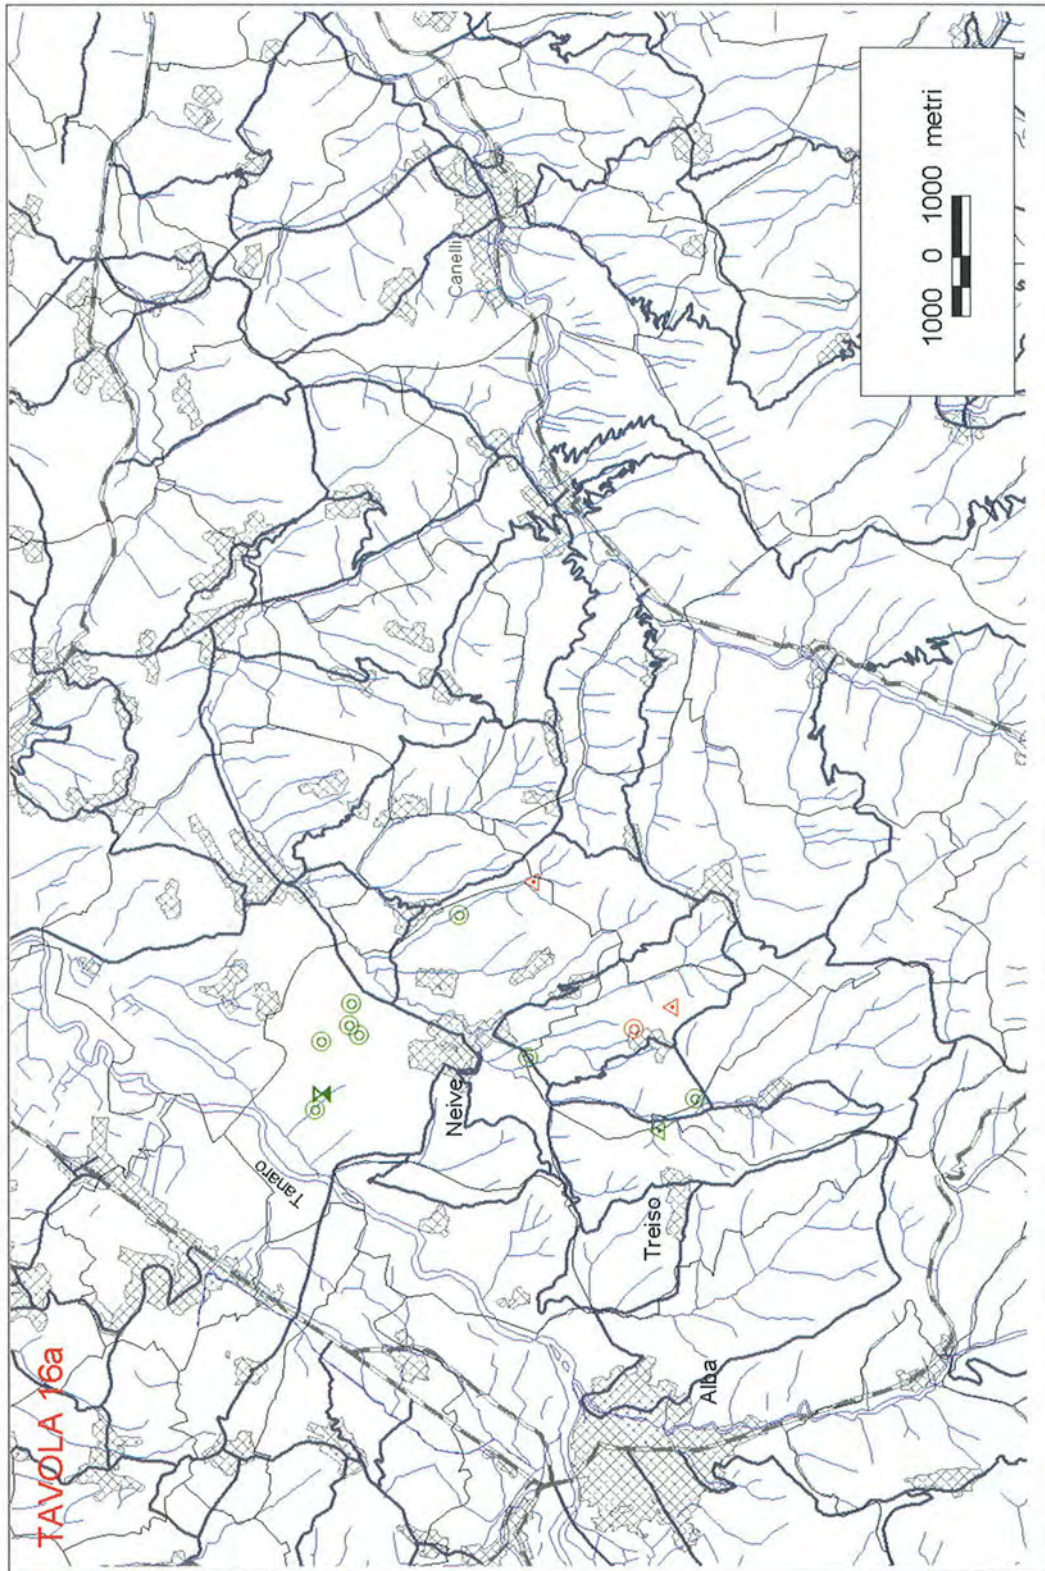 TAVOLA 16a
Tanaro
Neive
Canelli
Treiso
Alba
1000 0 1000 metri